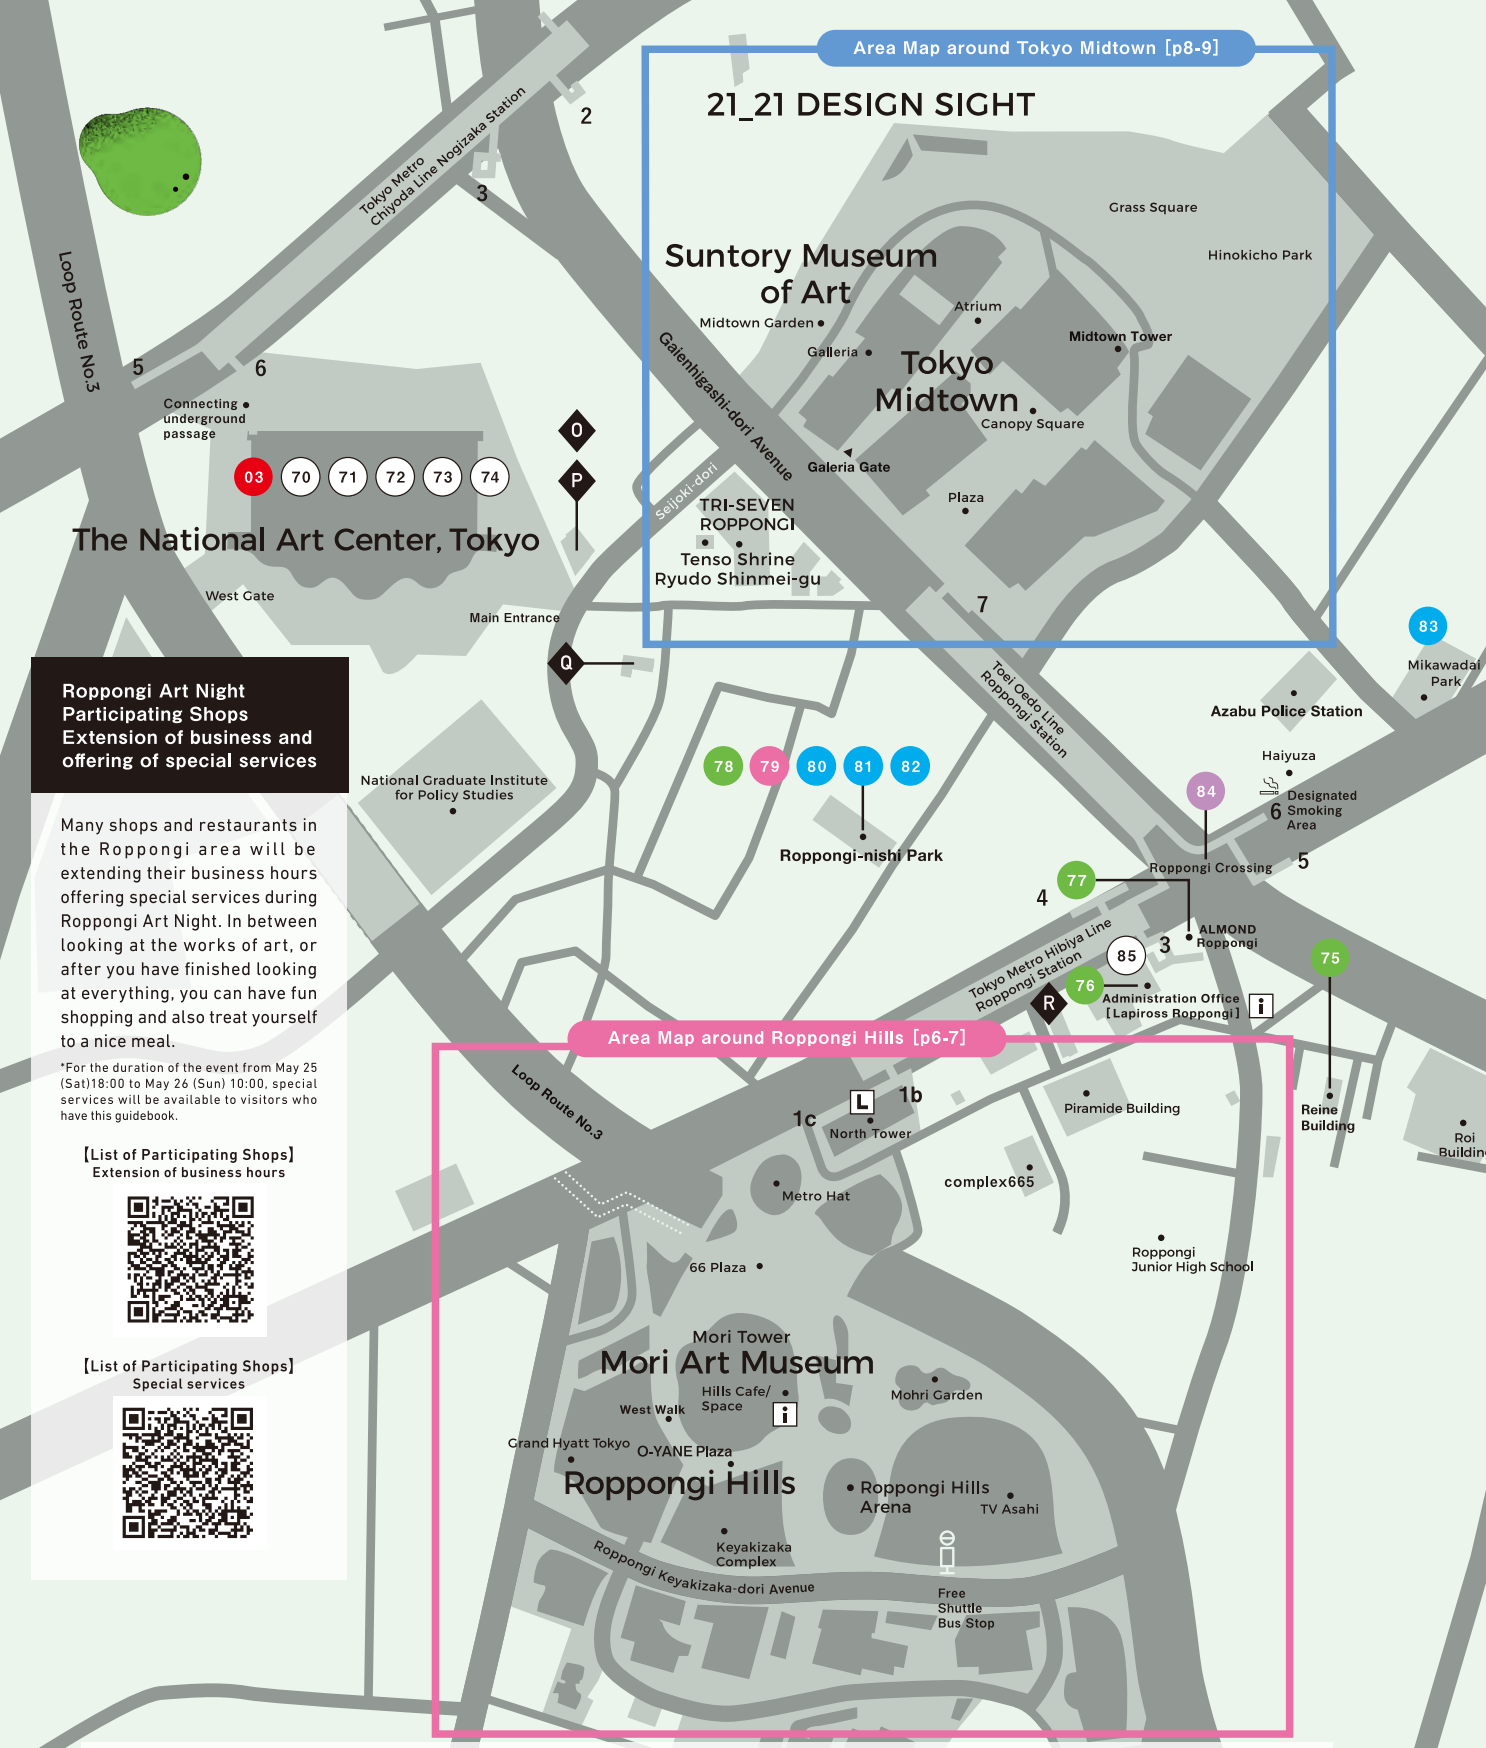 Area Map around Tokyo Midtown [p8-9]
21_21 DESIGN SIGHT
2
Tokyo Metro
Chiyoda Line Nogizaka Station
3
Grass Square
Hinokicho Park
Loop Route No.3
Suntory Museum
of Art
Midtown Garden
Atrium
Midtown Tower
Galleria
Tokyo
Midtown
Canopy Square
Gaienhigashi-dori Avenue
5
6
Connecting
underground
passage
O
P
03
70
71
72
73
74
The National Art Center, Tokyo
Galeria Gate
Plaza
Seijoki-dori
TRI-SEVEN
ROPPONGI
Tenso Shrine
Ryudo Shinmei-gu
West Gate
Main Entrance
7
83
Mikawadai
Park
Q
Toei Oedo Line
Roppongi Station
Azabu Police Station
Roppongi Art Night
Participating Shops
Extension of business and
offering of special services
Haiyuza
National Graduate Institute
for Policy Studies
78
79
80
81
82
84
6
Designated
Smoking
Area
Roppongi-nishi Park
Roppongi Crossing
5
77
4
Many shops and restaurants in
the Roppongi area will be
extending their business hours
offering special services during
Roppongi Art Night. In between
looking at the works of art, or
after you have finished looking
at everything, you can have fun
shopping and also treat yourself
to a nice meal.
*For the duration of the event from May 25
(Sat)18:00 to May 26 (Sun) 10:00, special
services will be available to visitors who
have this guidebook.
Tokyo Metro Hibiya Line
Roppongi Station
ALMOND
Roppongi
3
85
75
76
R
Administration Office
[Lapiross Roppongi]
i
Area Map around Roppongi Hills [p6-7]
Loop Route No.3
L
1b
1c
North Tower
Piramide Building
Reine
Building
Roi
Buildin
【List of Participating Shops】
Extension of business hours
complex665
Metro Hat
66 Plaza
Roppongi
Junior High School
Mori Tower
Mori Art Museum
【List of Participating Shops】
Special services
Hills Cafe/
Space
i
West Walk
Mohri Garden
Grand Hyatt Tokyo
O-YANE Plaza
Roppongi Hills
Roppongi Hills
Arena
TV Asahi
Keyakizaka
Complex
Roppongi Keyakizaka-dori Avenue
Free
Shuttle
Bus Stop